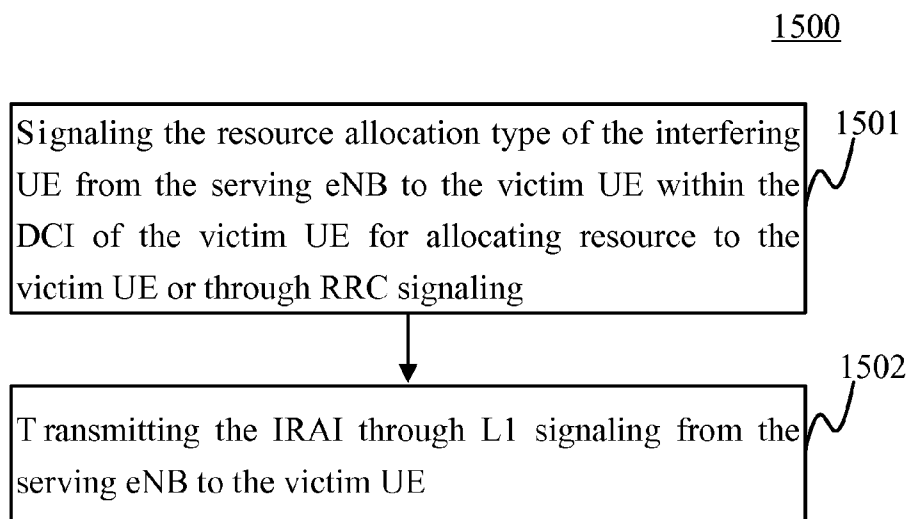 1500
Signaling the resource allocation type of the interfering
1501
UE from the serving eNB to the victim UE within the
DCI of the victim UE for allocating resource to the
victim UE or through RRC signaling
1502
Transmitting the IRAI through L1 signaling from the
serving eNB to the victim UE